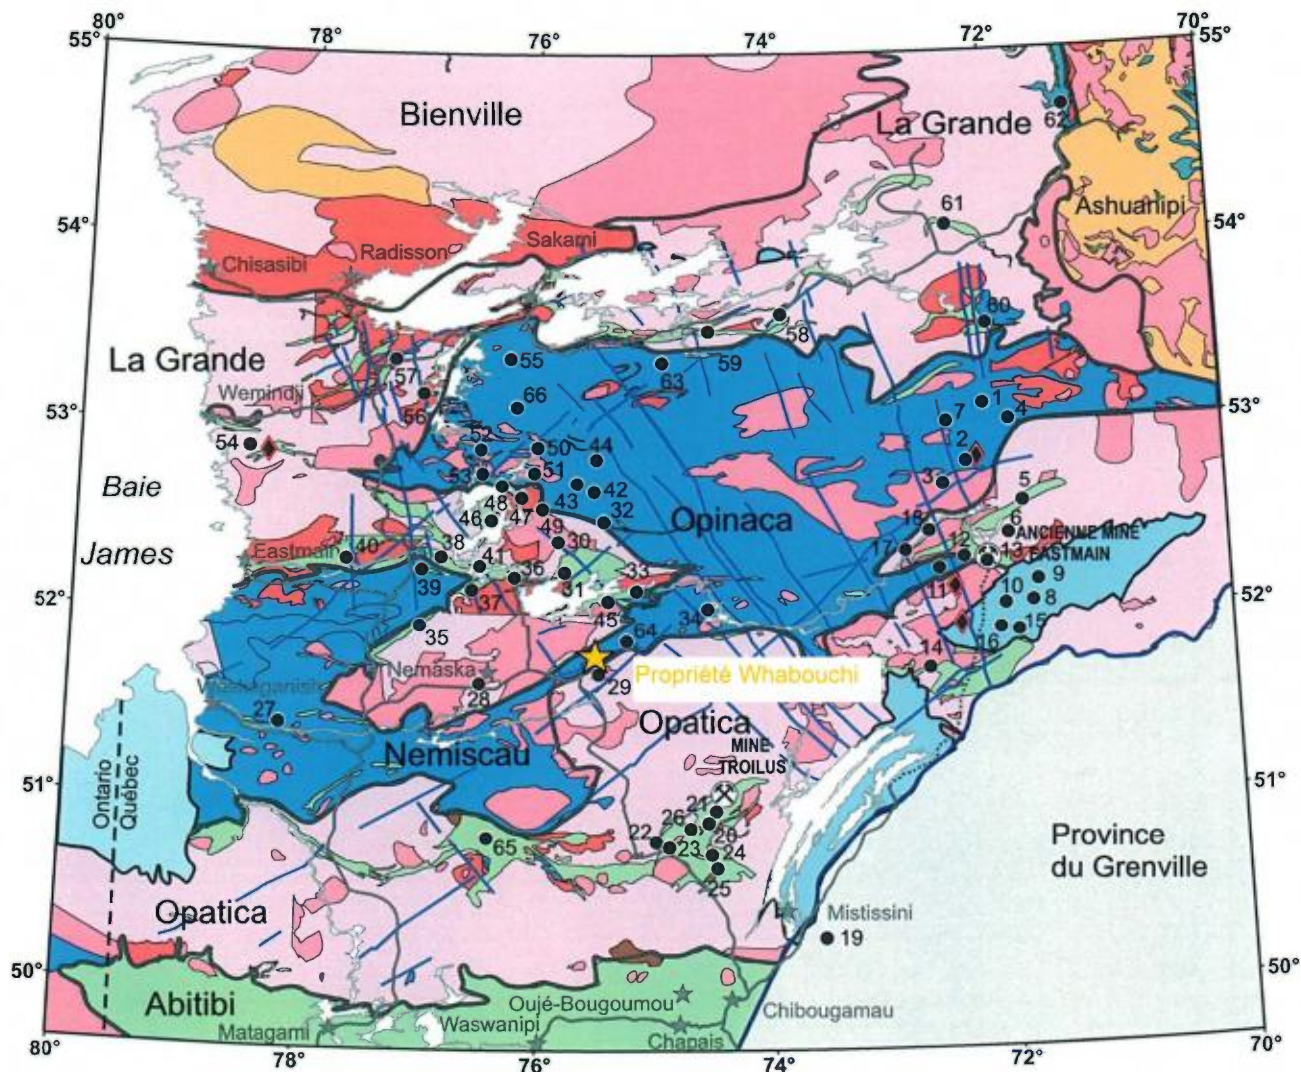 80°
78°
76°
74°
72°
70°
55°
55°
Bienville
La Grande
62
61
Ashuanipi
54°
54°
Radisson
Sakami
Chisasibi
60
58
59
La Grande
57
55
63
Wemindji
56
66
1
53°
53°
7
4
54
52
50
44
2
Baie
53
51
3
5
48
42
43
46
47
32
Opinaca
18
6
ANCIENNE MINE
James
49
EASTMAIN
Eastmain
40
38
30
17
12
13
41
36
33
9
39
31
11
10
52°
52°
37
8
45
34
35
64
16
15
14
Nemaska
Propriété Whabouchi
29
28
Waskaganish
27
Opatica
Nemiscau
MINE
TROILUS
51°
51°
Ontario
Québec
21
26
20
22
23
24
65
25
Province
du Grenville
Opatica
Mistissini
19
50°
50°
Abitibi
Oujé-Bougoumou
Chibougamau
Matagami
Waswanipi
Chapais
80°
78°
76°
74°
72°
70°